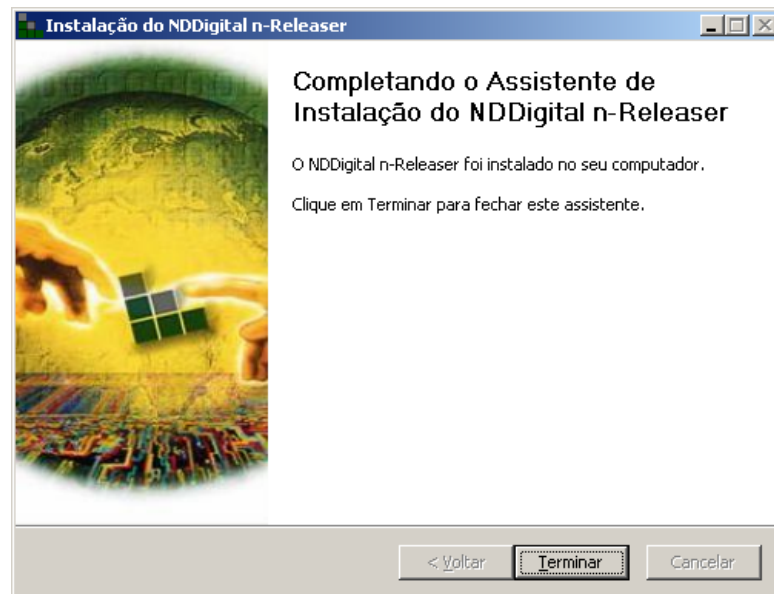 Instalação do NDDigital n-Releaser
Completando o Assistente de
Instalação do NDDigital n-Releaser
O NDDigital n-Releaser foi instalado no seu computador.
Clique em Terminar para fechar este assistente.
< Voltar Terminar Cancelar